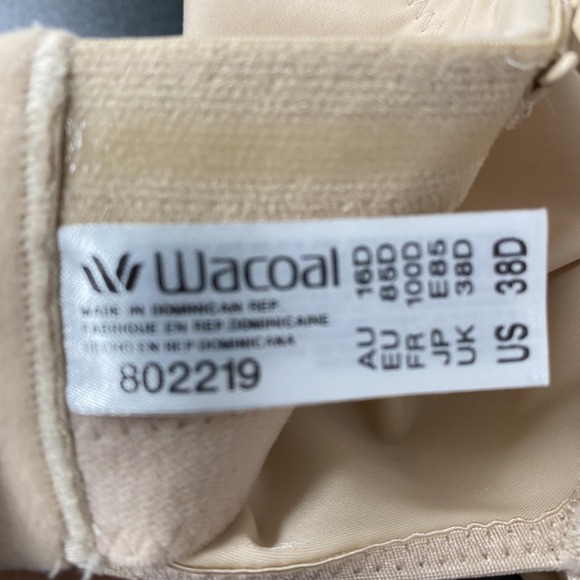 Wacoal
MADE IN DOMINICAN REP
FABRIQUE EN REP. DOMINICAINE
HECHO EN REP DOMINICANA
802219
AU 16D
EU 85D
FR 100D
JP E85
UK 38D
US 38D